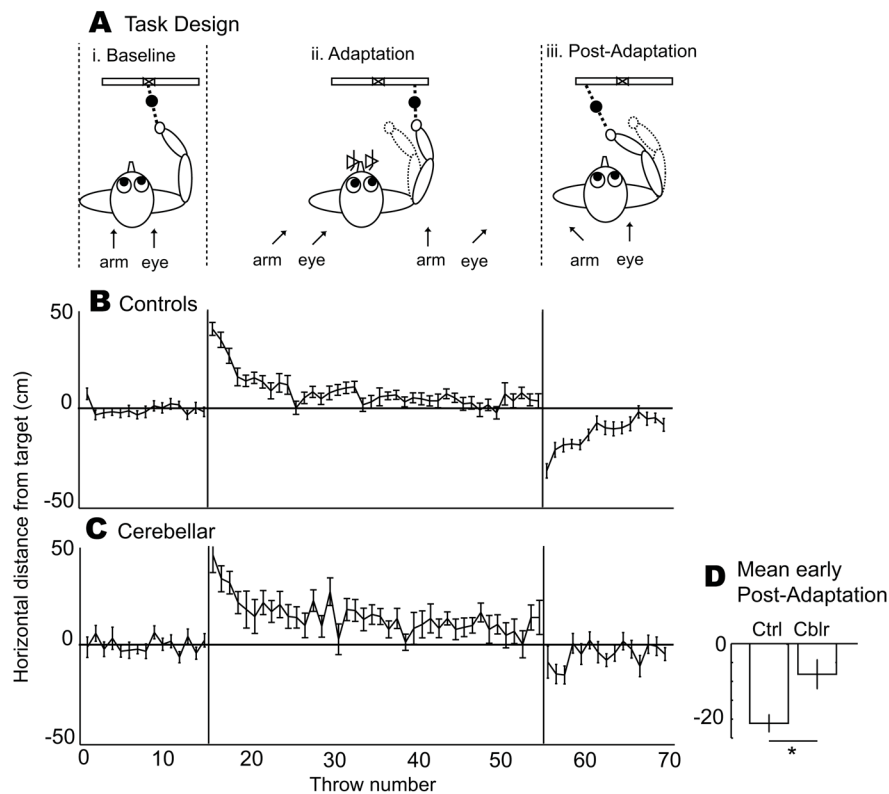 A Task Design
i. Baseline
ii. Adaptation
iii. Post-Adaptation
arm eye
arm eye
arm eye
arm eye
B Controls
50
0
-50
C Cerebellar
50
0
-50
Horizontal distance from target (cm)
0 10 20 30 40 50 60 70
Throw number
D Mean early
Post-Adaptation
Ctrl Cblr
0
-20
*